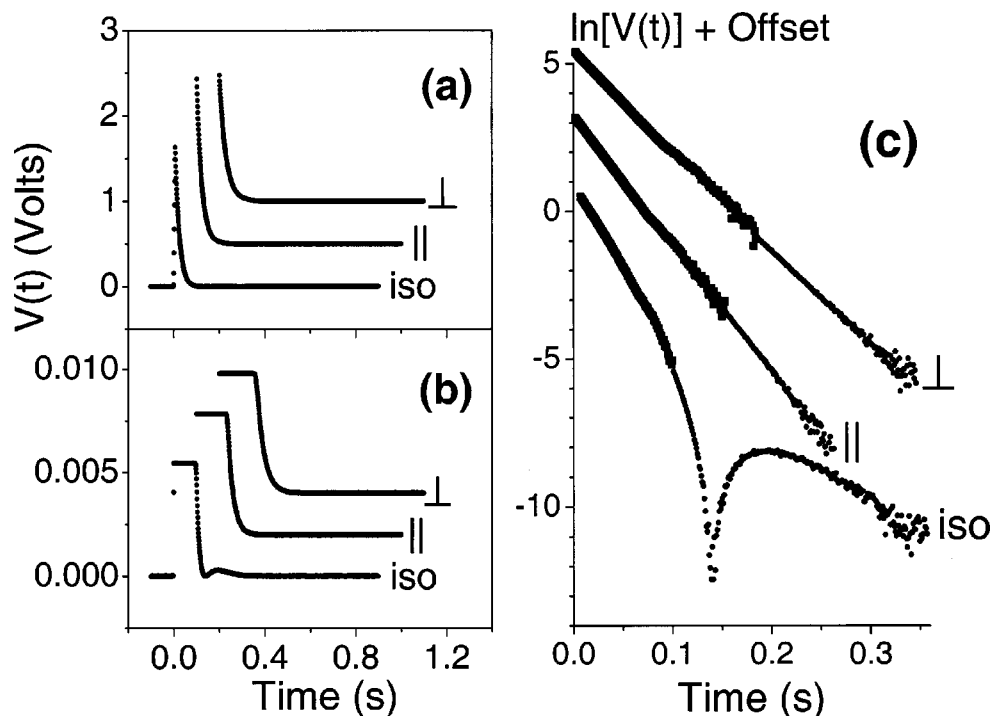 V(t) (Volts)
3
2
1
0
(a)
⊥
||
iso
0.010
0.005
0.000
(b)
⊥
||
iso
0.0 0.4 0.8 1.2
Time (s)
ln[V(t)] + Offset
5
0
-5
-10
(c)
⊥
||
iso
0.0 0.1 0.2 0.3
Time (s)